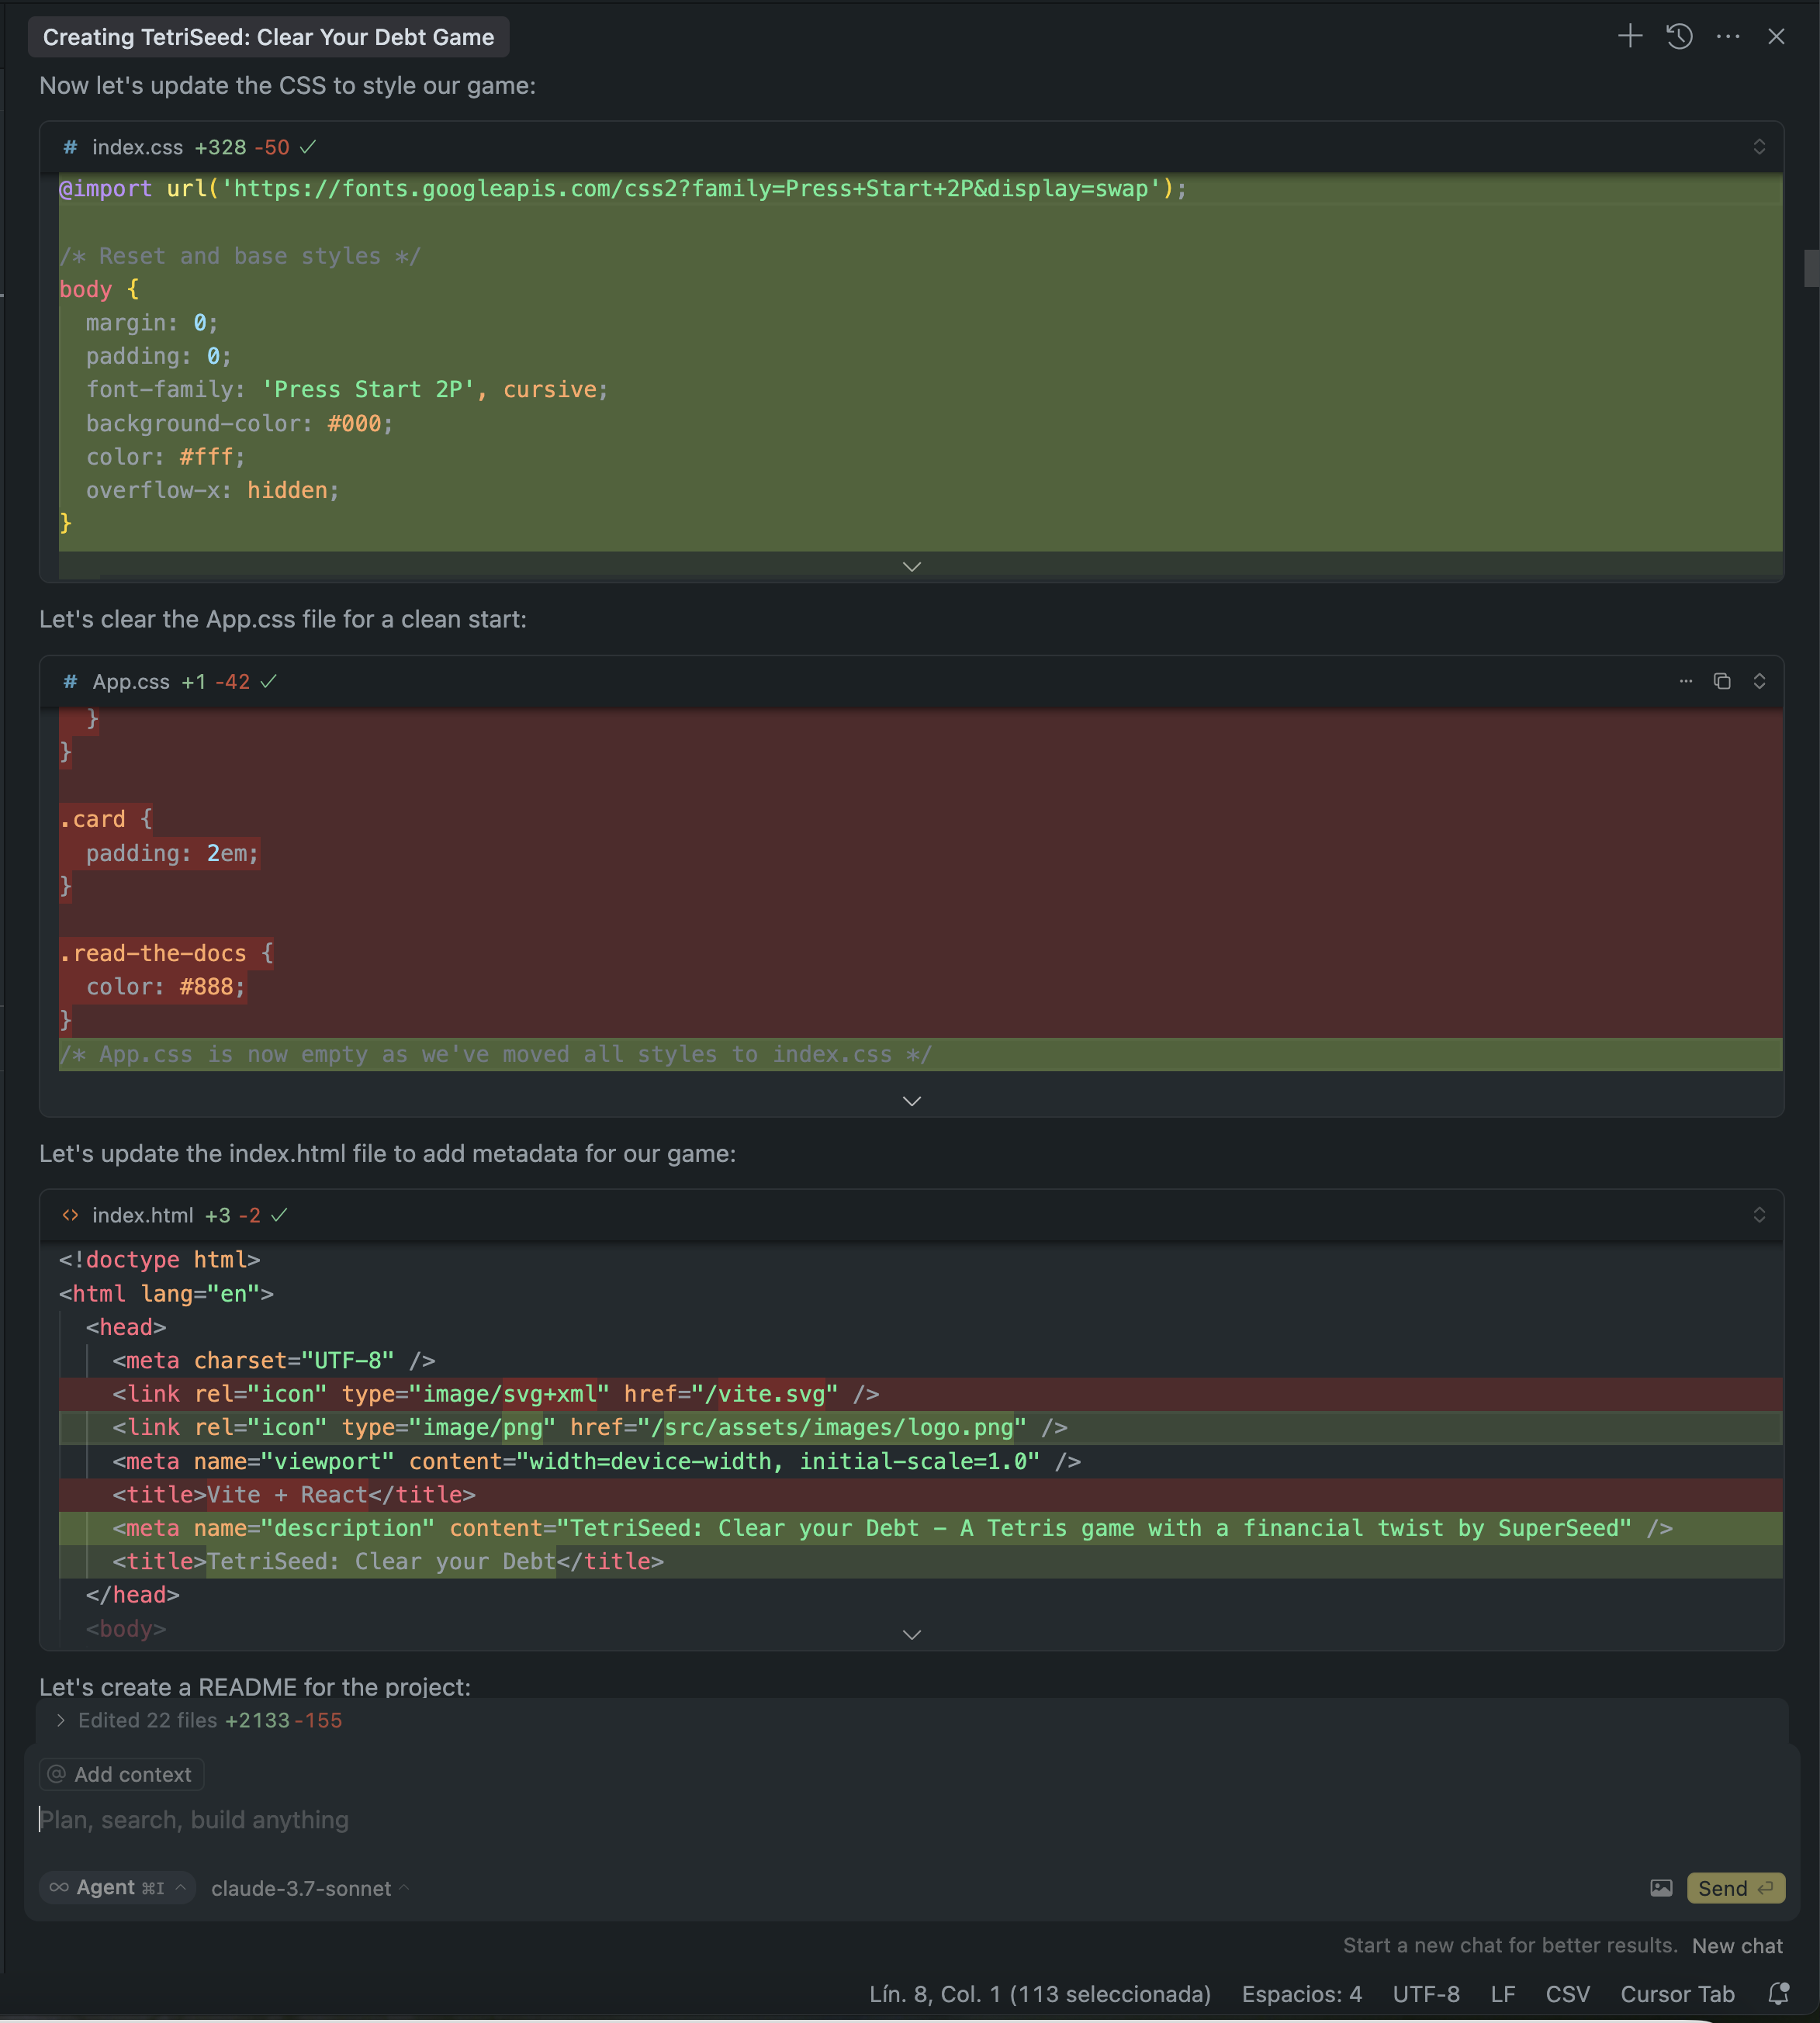 Creating TetriSeed: Clear Your Debt Game
Now let's update the CSS to style our game:
# index.css +328 -50
@import url('https://fonts.googleapis.com/css2?family=Press+Start+2P&display=swap');
/* Reset and base styles */
body {
  margin: 0;
  padding: 0;
  font-family: 'Press Start 2P', cursive;
  background-color: #000;
  color: #fff;
  overflow-x: hidden;
}
Let's clear the App.css file for a clean start:
# App.css +1 -42
  }
}
.card {
  padding: 2em;
}
.read-the-docs {
  color: #888;
}
/* App.css is now empty as we've moved all styles to index.css */
Let's update the index.html file to add metadata for our game:
<> index.html +3 -2
<!doctype html>
<html lang="en">
  <head>
    <meta charset="UTF-8" />
    <link rel="icon" type="image/svg+xml" href="/vite.svg" />
    <link rel="icon" type="image/png" href="/src/assets/images/logo.png" />
    <meta name="viewport" content="width=device-width, initial-scale=1.0" />
    <title>Vite + React</title>
    <meta name="description" content="TetriSeed: Clear your Debt - A Tetris game with a financial twist by SuperSeed" />
    <title>TetriSeed: Clear your Debt</title>
  </head>
  <body>
Let's create a README for the project:
Edited 22 files +2133 -155
@ Add context
Plan, search, build anything
∞ Agent ⌘I claude-3.7-sonnet Send
Start a new chat for better results. New chat
Lín. 8, Col. 1 (113 seleccionada) Espacios: 4 UTF-8 LF CSV Cursor Tab